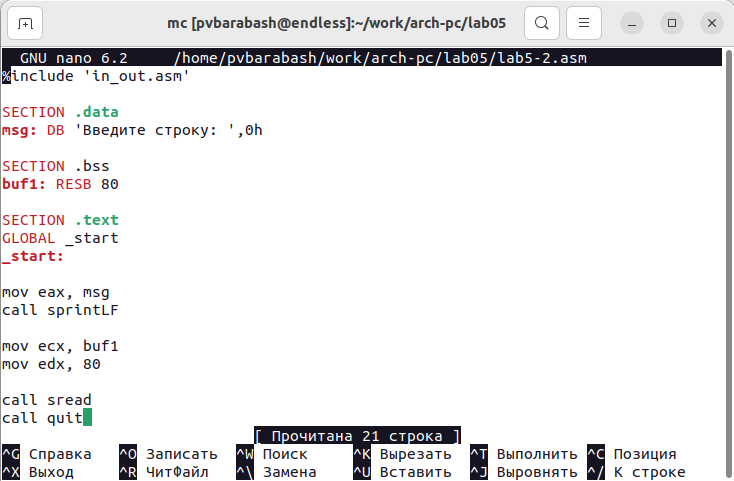 mc [pvbarabash@endless]:~/work/arch-pc/lab05
GNU nano 6.2 /home/pvbarabash/work/arch-pc/lab05/lab5-2.asm
%include 'in_out.asm'
SECTION .data
msg: DB 'Введите строку: ',0h
SECTION .bss
buf1: RESB 80
SECTION .text
GLOBAL _start
_start:
mov eax, msg
call sprintLF
mov ecx, buf1
mov edx, 80
call sread
call quit
[ Прочитана 21 строка ]
^G Справка ^O Записать ^W Поиск ^K Вырезать ^T Выполнить ^C Позиция
^X Выход ^R ЧитФайл ^\ Замена ^U Вставить ^J Выровнять ^/ К строке